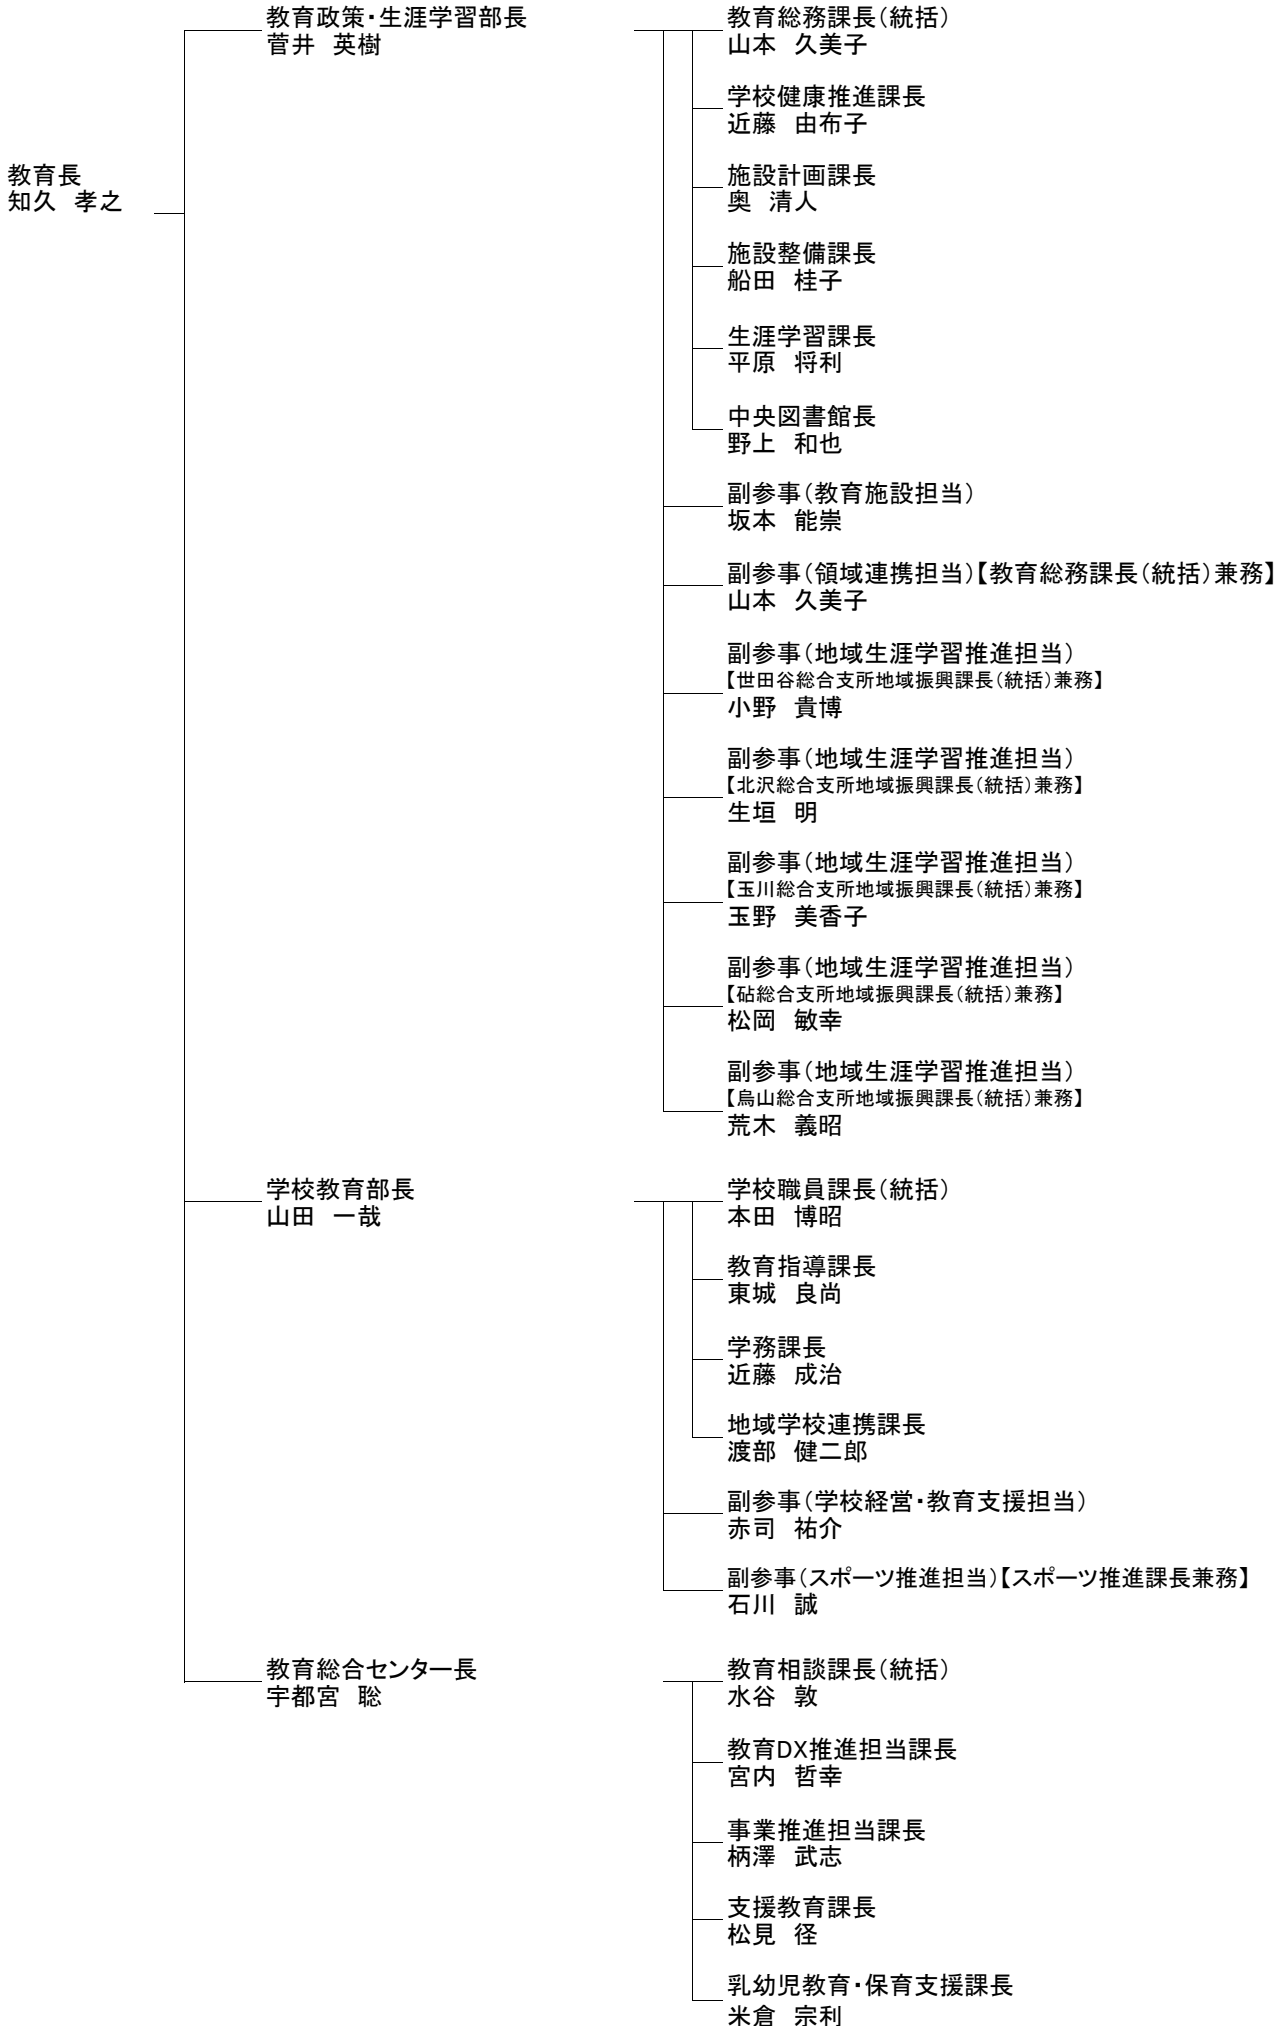 教育長
知久　孝之
教育政策・生涯学習部長
菅井　英樹
教育総務課長（統括）
山本　久美子
学校健康推進課長
近藤　由布子
施設計画課長
奥　清人
施設整備課長
船田　桂子
生涯学習課長
平原　将利
中央図書館長
野上　和也
副参事（教育施設担当）
坂本　能崇
副参事（領域連携担当）【教育総務課長（統括）兼務】
山本　久美子
副参事（地域生涯学習推進担当）
【世田谷総合支所地域振興課長（統括）兼務】
小野　貴博
副参事（地域生涯学習推進担当）
【北沢総合支所地域振興課長（統括）兼務】
生垣　明
副参事（地域生涯学習推進担当）
【玉川総合支所地域振興課長（統括）兼務】
玉野　美香子
副参事（地域生涯学習推進担当）
【砧総合支所地域振興課長（統括）兼務】
松岡　敏幸
副参事（地域生涯学習推進担当）
【烏山総合支所地域振興課長（統括）兼務】
荒木　義昭
学校教育部長
山田　一哉
学校職員課長（統括）
本田　博昭
教育指導課長
東城　良尚
学務課長
近藤　成治
地域学校連携課長
渡部　健二郎
副参事（学校経営・教育支援担当）
赤司　祐介
副参事（スポーツ推進担当）【スポーツ推進課長兼務】
石川　誠
教育総合センター長
宇都宮　聡
教育相談課長（統括）
水谷　敦
教育DX推進担当課長
宮内　哲幸
事業推進担当課長
柄澤　武志
支援教育課長
松見　径
乳幼児教育・保育支援課長
米倉　宗利